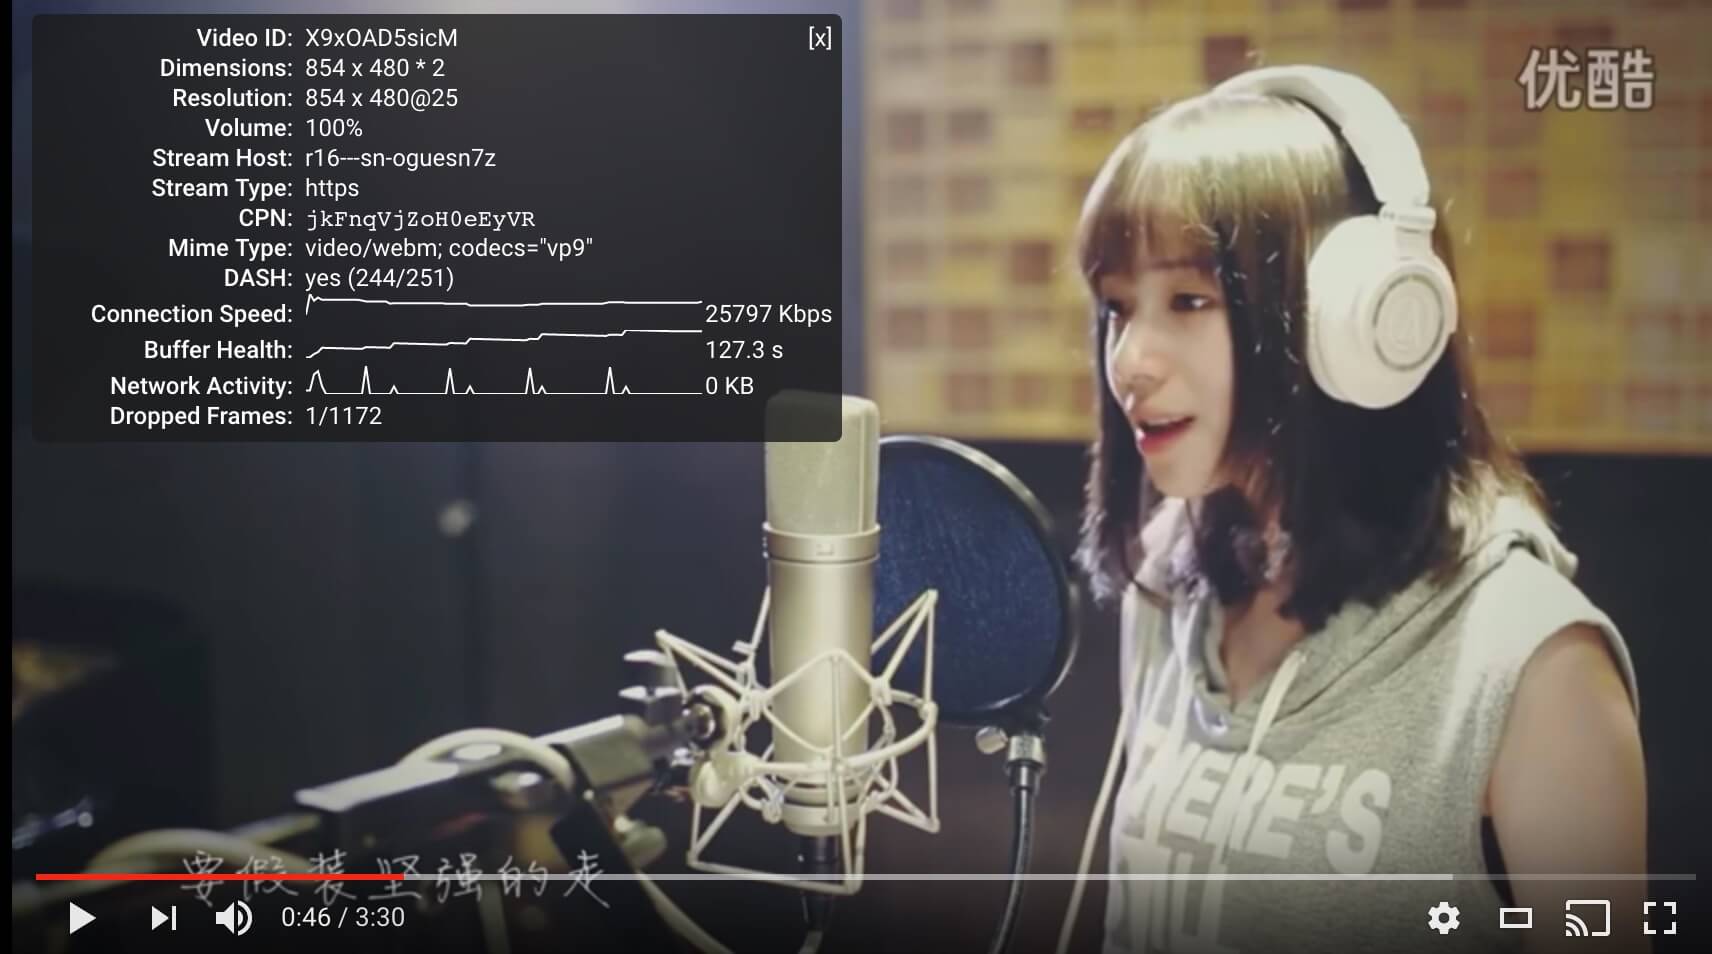 Video ID: X9xOAD5sicM [x]
Dimensions: 854 x 480 * 2
Resolution: 854 x 480@25
Volume: 100%
Stream Host: r16---sn-oguesn7z
Stream Type: https
CPN: jkFnqVjZoH0eEyVR
Mime Type: video/webm; codecs="vp9"
DASH: yes (244/251)
Connection Speed: 25797 Kbps
Buffer Health: 127.3 s
Network Activity: 0 KB
Dropped Frames: 1/1172
优酷
WHERE'S
要假装坚强的走
0:46 / 3:30